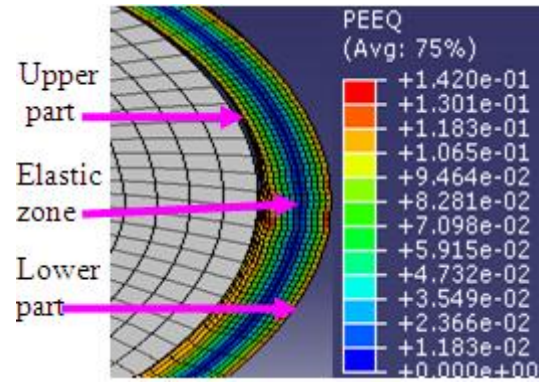 PEEQ
(Avg: 75%)
+1.420e-01
+1.301e-01
+1.183e-01
+1.065e-01
+9.464e-02
+8.281e-02
+7.098e-02
+5.915e-02
+4.732e-02
+3.549e-02
+2.366e-02
+1.183e-02
+0.000e+00
Upper
part
Elastic
zone
Lower
part